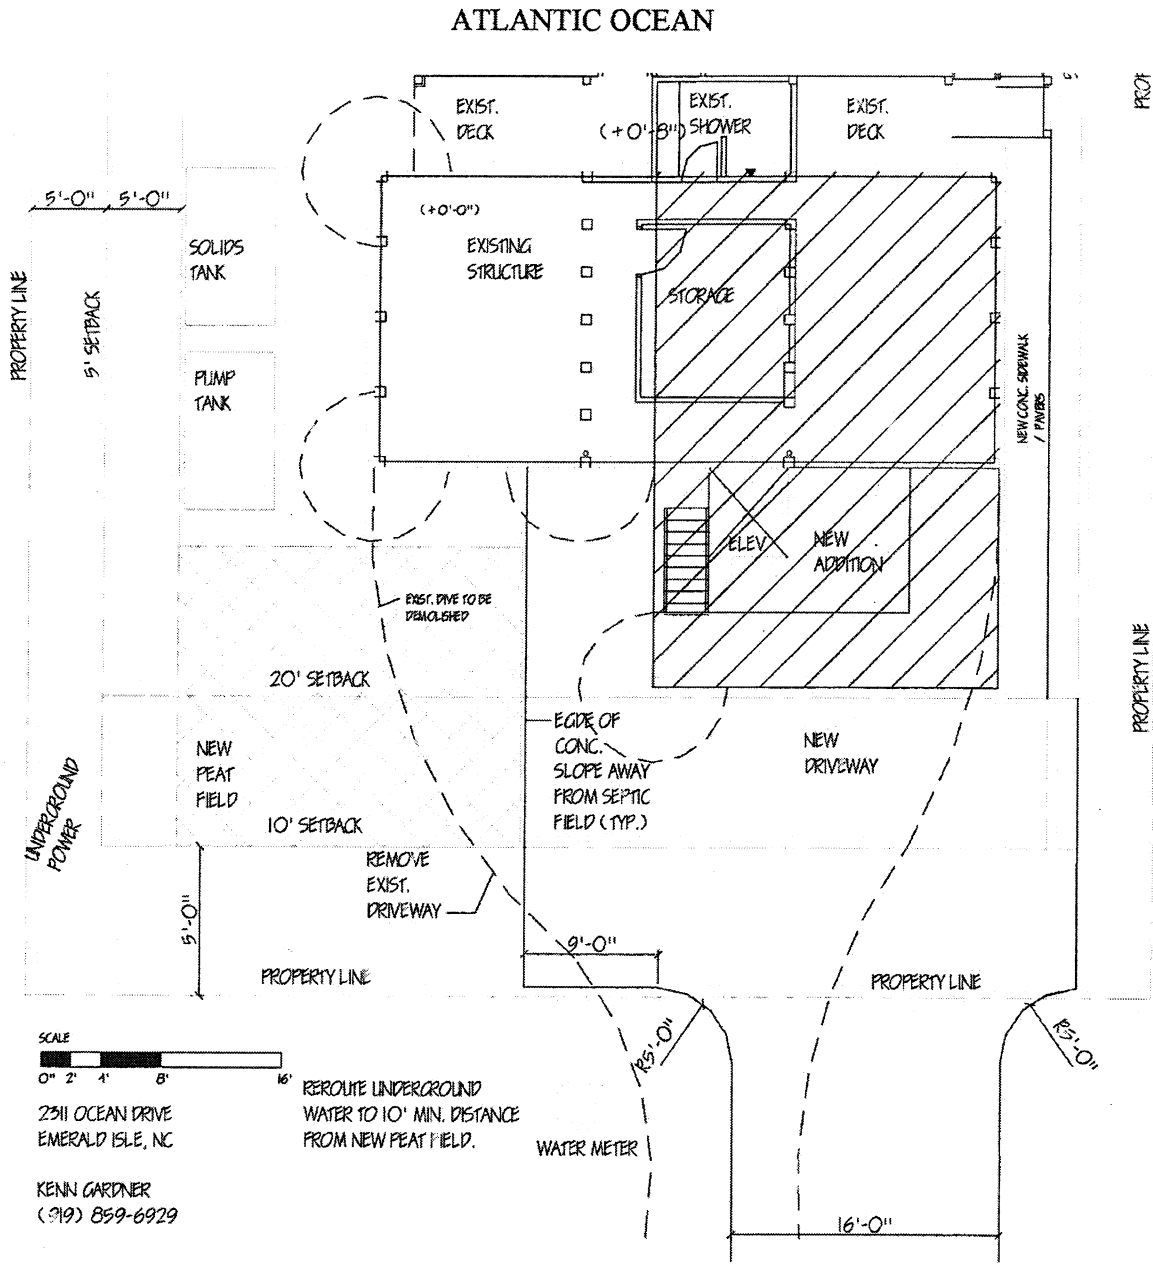 ATLANTIC OCEAN
EXIST.
DECK
(+0'-8")
EXIST.
SHOWER
EXIST.
DECK
5'-0"
5'-0"
(+0'-0")
SOLIDS
TANK
EXISTING
STRUCTURE
STORAGE
PROPERTY LINE
5' SETBACK
PUMP
TANK
NEW CONC. SIDEWALK
/ PAVERS
ELEV
NEW
ADDITION
EXIST. DIVE TO BE
DEMOLISHED
20' SETBACK
PROPERTY LINE
EGDE OF
CONC.
SLOPE AWAY
FROM SEPTIC
FIELD (TYP.)
NEW
DRIVEWAY
NEW
PEAT
FIELD
UNDERGROUND
POWER
10' SETBACK
REMOVE
EXIST.
DRIVEWAY
5'-0"
9'-0"
PROPERTY LINE
PROPERTY LINE
R5'-0"
R5'-0"
SCALE
0" 2' 4' 8' 16'
REROUTE UNDERGROUND
WATER TO 10' MIN. DISTANCE
FROM NEW PEAT FIELD.
2311 OCEAN DRIVE
EMERALD ISLE, NC
WATER METER
KENN GARDNER
(919) 859-6929
16'-0"